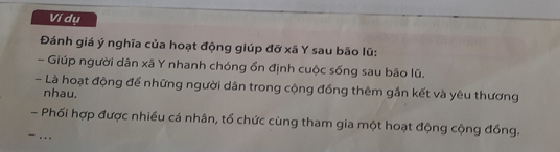 Ví dụ
Đánh giá ý nghĩa của hoạt động giúp đỡ xã Y sau bão lũ:
– Giúp người dân xã Y nhanh chóng ổn định cuộc sống sau bão lũ.
– Là hoạt động để những người dân trong cộng đồng thêm gắn kết và yêu thương
nhau.
– Phối hợp được nhiều cá nhân, tổ chức cùng tham gia một hoạt động cộng đồng.
– ...